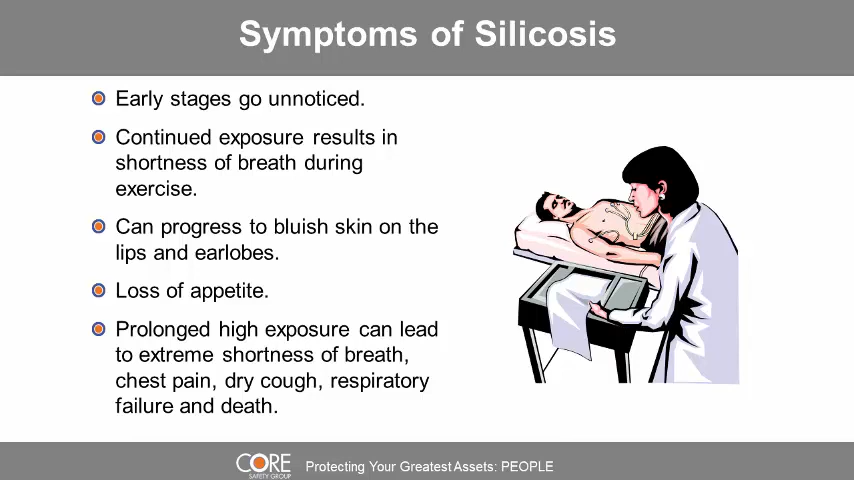 Symptoms of Silicosis
Early stages go unnoticed.
Continued exposure results in
shortness of breath during
exercise.
Can progress to bluish skin on the
lips and earlobes.
Loss of appetite.
Prolonged high exposure can lead
to extreme shortness of breath,
chest pain, dry cough, respiratory
failure and death.
CORE
SAFETY GROUP
Protecting Your Greatest Assets: PEOPLE